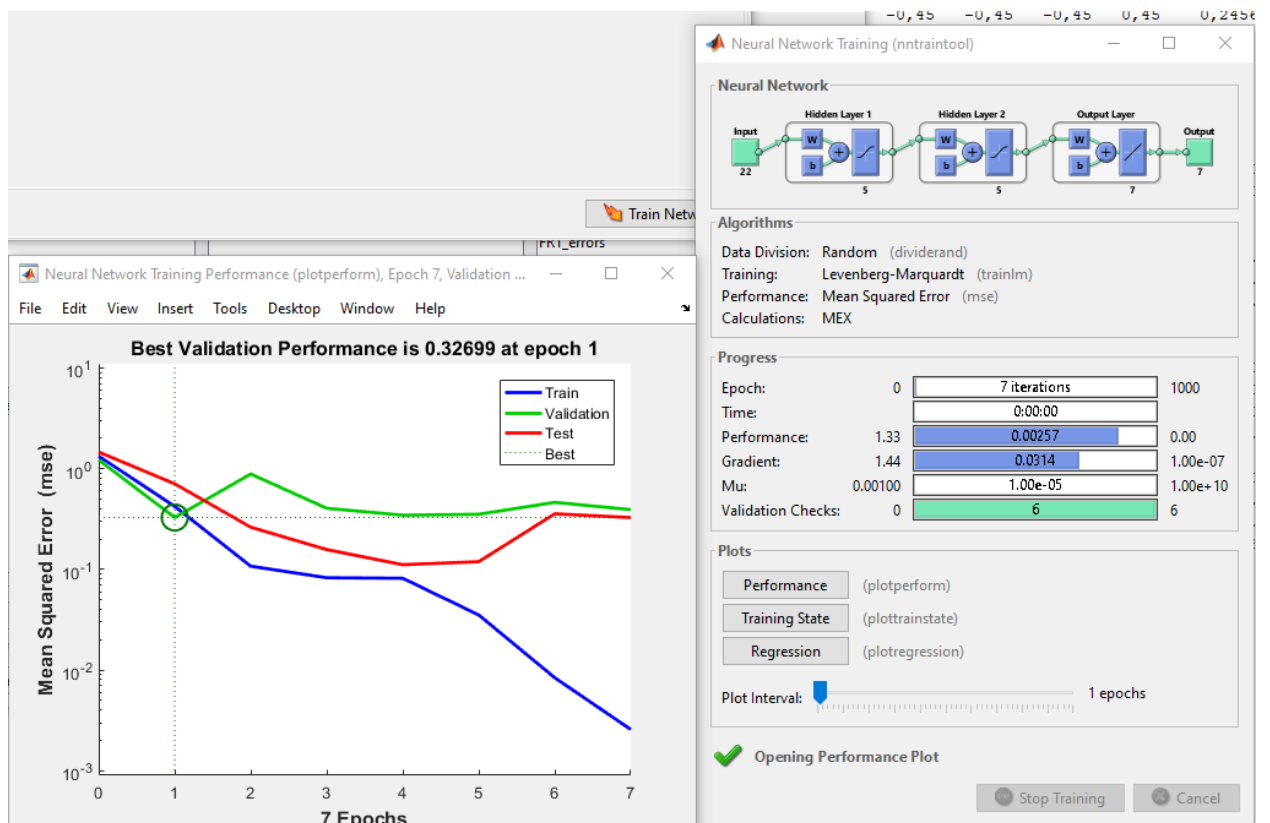 -0,45 -0,45 -0,45 0,45 0,2456
Train Netw
FRT_errors
Neural Network Training Performance (plotperform), Epoch 7, Validation ...
File Edit View Insert Tools Desktop Window Help
Best Validation Performance is 0.32699 at epoch 1
Mean Squared Error (mse)
10^1
10^0
10^-1
10^-2
10^-3
Train
Validation
Test
Best
0 1 2 3 4 5 6 7
7 Epochs
Neural Network Training (nntraintool)
Neural Network
Hidden Layer 1 Hidden Layer 2 Output Layer
Input Output
W W W
b b b
22 7
5 5 7
Algorithms
Data Division: Random (dividerand)
Training: Levenberg-Marquardt (trainlm)
Performance: Mean Squared Error (mse)
Calculations: MEX
Progress
Epoch: 0 7 iterations 1000
Time: 0:00:00
Performance: 1.33 0.00257 0.00
Gradient: 1.44 0.0314 1.00e-07
Mu: 0.00100 1.00e-05 1.00e+10
Validation Checks: 0 6 6
Plots
Performance (plotperform)
Training State (plottrainstate)
Regression (plotregression)
Plot Interval: 1 epochs
Opening Performance Plot
Stop Training Cancel